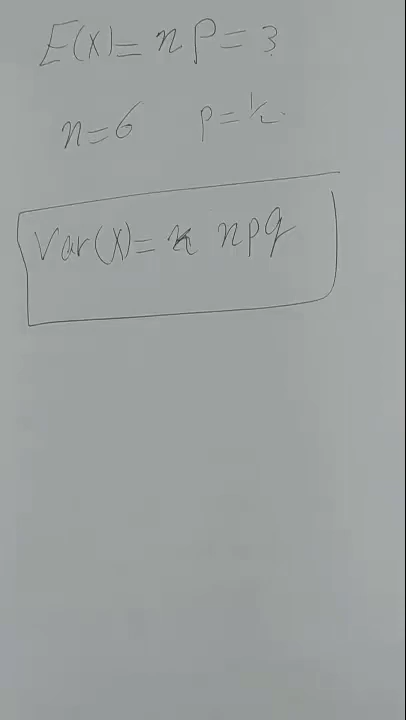 E(X) = np = 3
n = 6 p = 1/2
Var(X) = npq